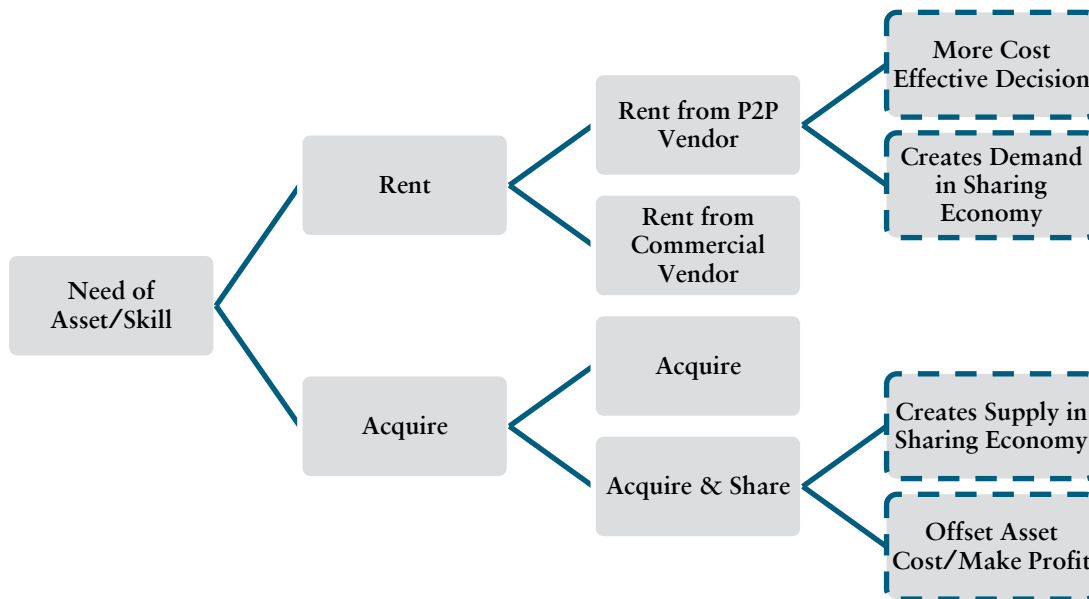 More Cost
Effective Decision
Rent from P2P
Vendor
Creates Demand
in Sharing
Economy
Rent
Rent from
Commercial
Vendor
Need of
Asset/Skill
Acquire
Acquire
Creates Supply in
Sharing Economy
Acquire & Share
Offset Asset
Cost/Make Profit